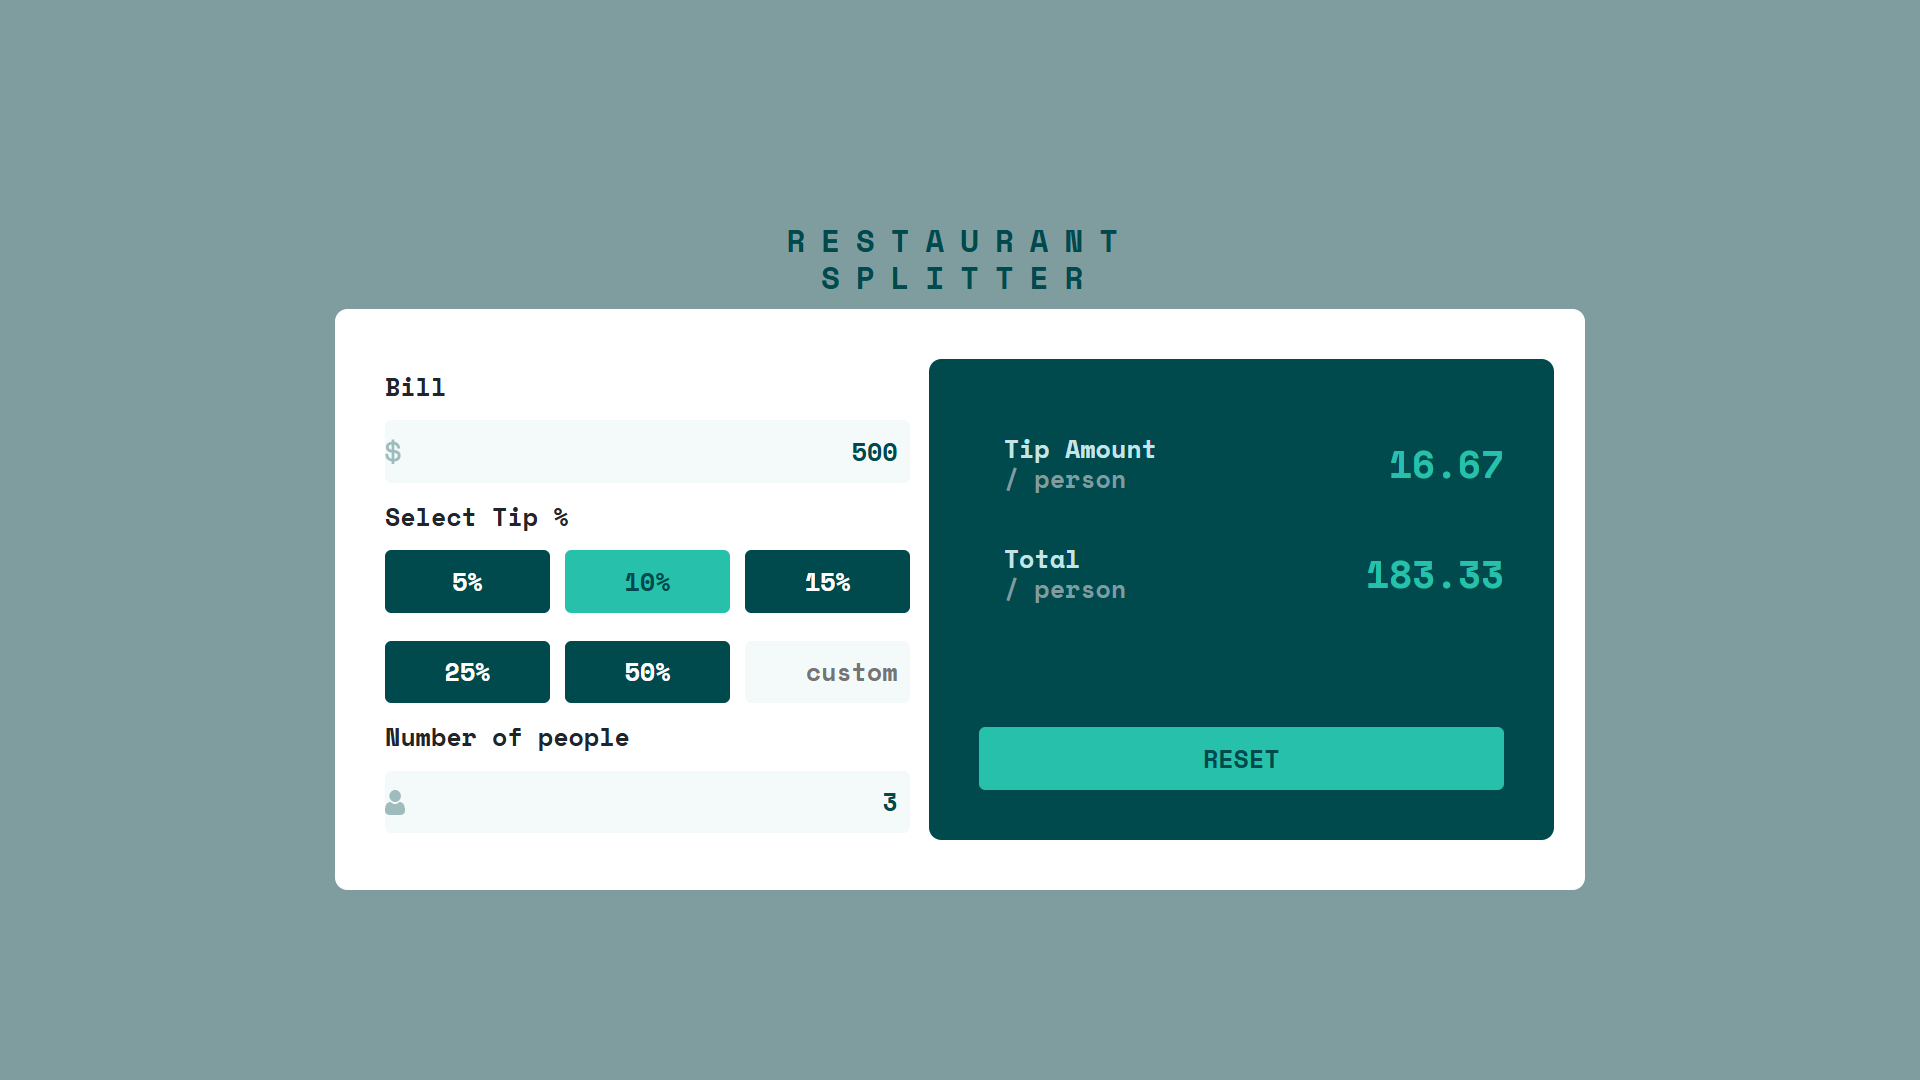 RESTAURANT
SPLITTER
Bill
$ 500
Select Tip %
5% 10% 15%
25% 50% custom
Number of people
3
Tip Amount
/ person
16.67
Total
/ person
183.33
RESET